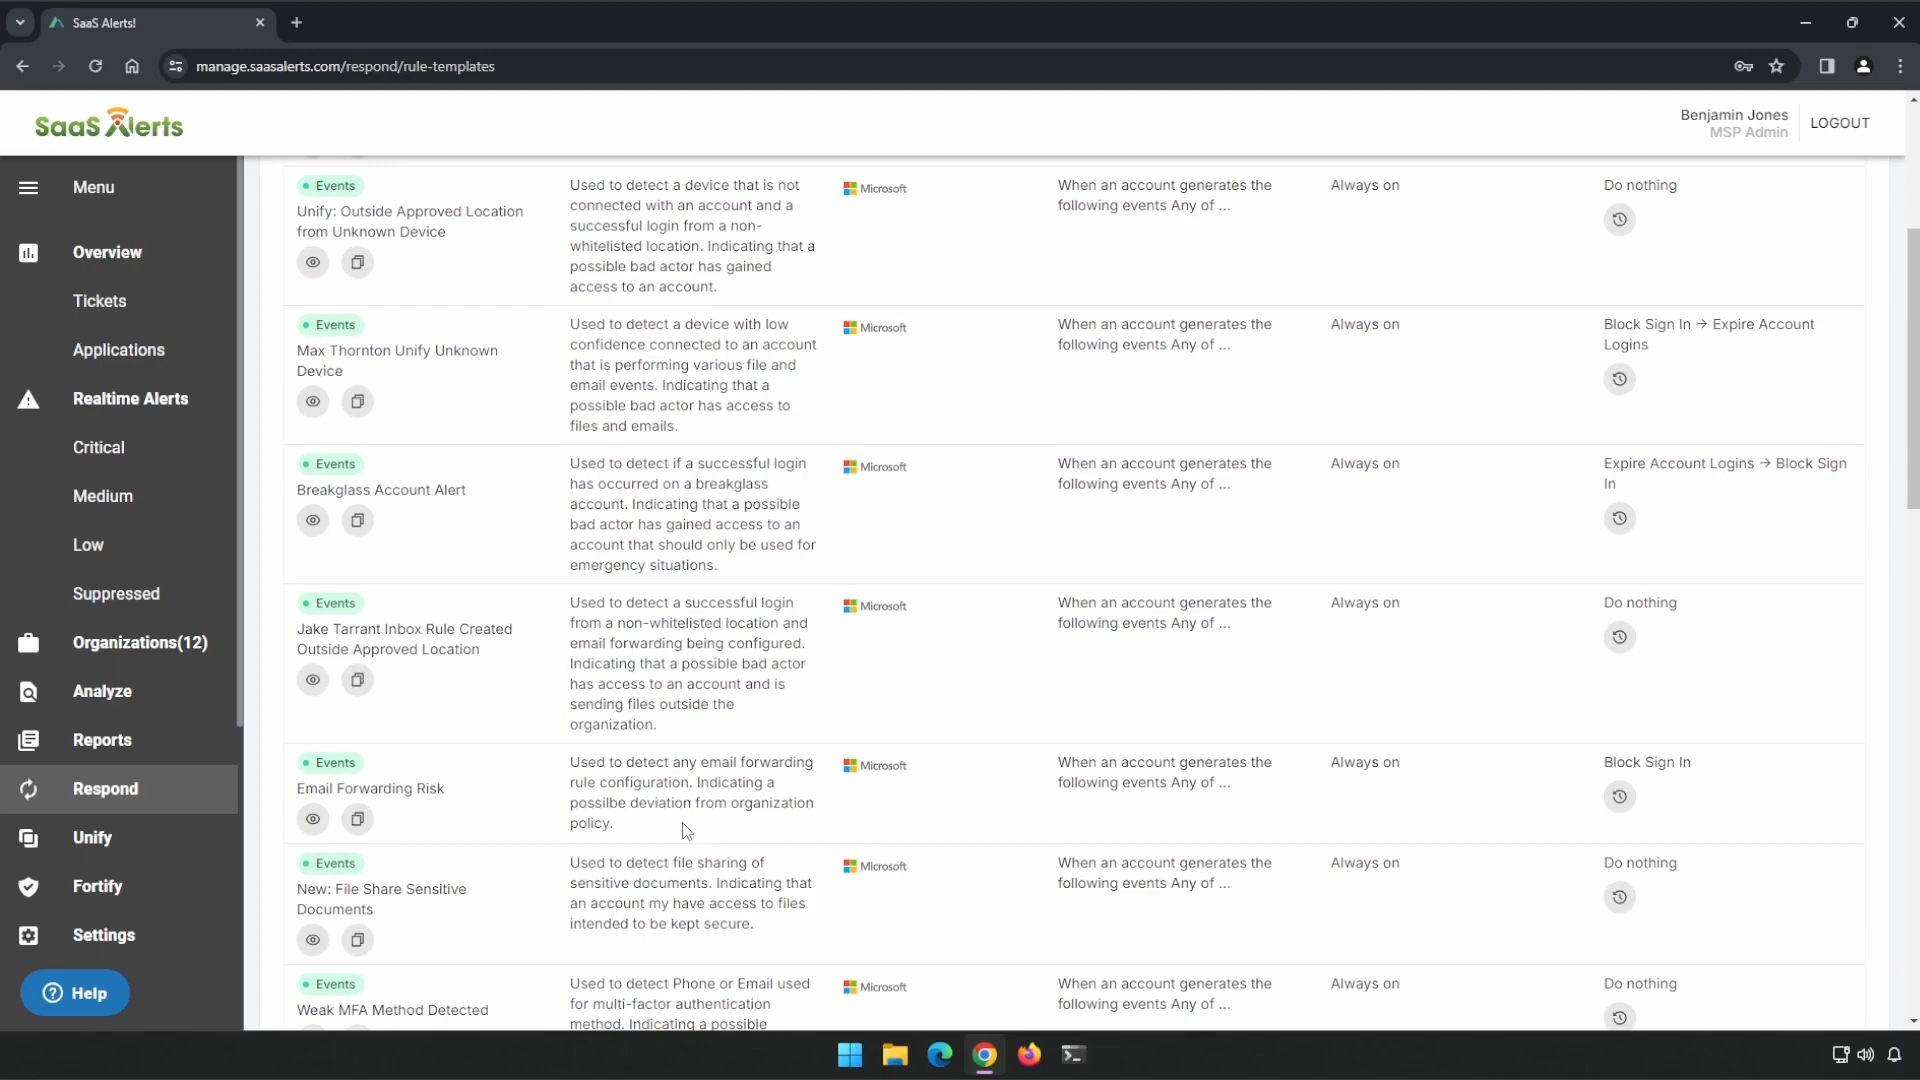 SaaS Alerts!
manage.saasalerts.com/respond/rule-templates
SaaS Alerts
Benjamin Jones
MSP Admin
LOGOUT
Menu
Overview
Tickets
Applications
Realtime Alerts
Critical
Medium
Low
Suppressed
Organizations(12)
Analyze
Reports
Respond
Unify
Fortify
Settings
Help
Events
Unify: Outside Approved Location
from Unknown Device
Used to detect a device that is not
connected with an account and a
successful login from a non-
whitelisted location. Indicating that a
possible bad actor has gained
access to an account.
Microsoft
When an account generates the
following events Any of ...
Always on
Do nothing
Events
Max Thornton Unify Unknown
Device
Used to detect a device with low
confidence connected to an account
that is performing various file and
email events. Indicating that a
possible bad actor has access to
files and emails.
Microsoft
When an account generates the
following events Any of ...
Always on
Block Sign In → Expire Account
Logins
Events
Breakglass Account Alert
Used to detect if a successful login
has occurred on a breakglass
account. Indicating that a possible
bad actor has gained access to an
account that should only be used for
emergency situations.
Microsoft
When an account generates the
following events Any of ...
Always on
Expire Account Logins → Block Sign
In
Events
Jake Tarrant Inbox Rule Created
Outside Approved Location
Used to detect a successful login
from a non-whitelisted location and
email forwarding being configured.
Indicating that a possible bad actor
has access to an account and is
sending files outside the
organization.
Microsoft
When an account generates the
following events Any of ...
Always on
Do nothing
Events
Email Forwarding Risk
Used to detect any email forwarding
rule configuration. Indicating a
possilbe deviation from organization
policy.
Microsoft
When an account generates the
following events Any of ...
Always on
Block Sign In
Events
New: File Share Sensitive
Documents
Used to detect file sharing of
sensitive documents. Indicating that
an account my have access to files
intended to be kept secure.
Microsoft
When an account generates the
following events Any of ...
Always on
Do nothing
Events
Weak MFA Method Detected
Used to detect Phone or Email used
for multi-factor authentication
method. Indicating a possible
Microsoft
When an account generates the
following events Any of ...
Always on
Do nothing